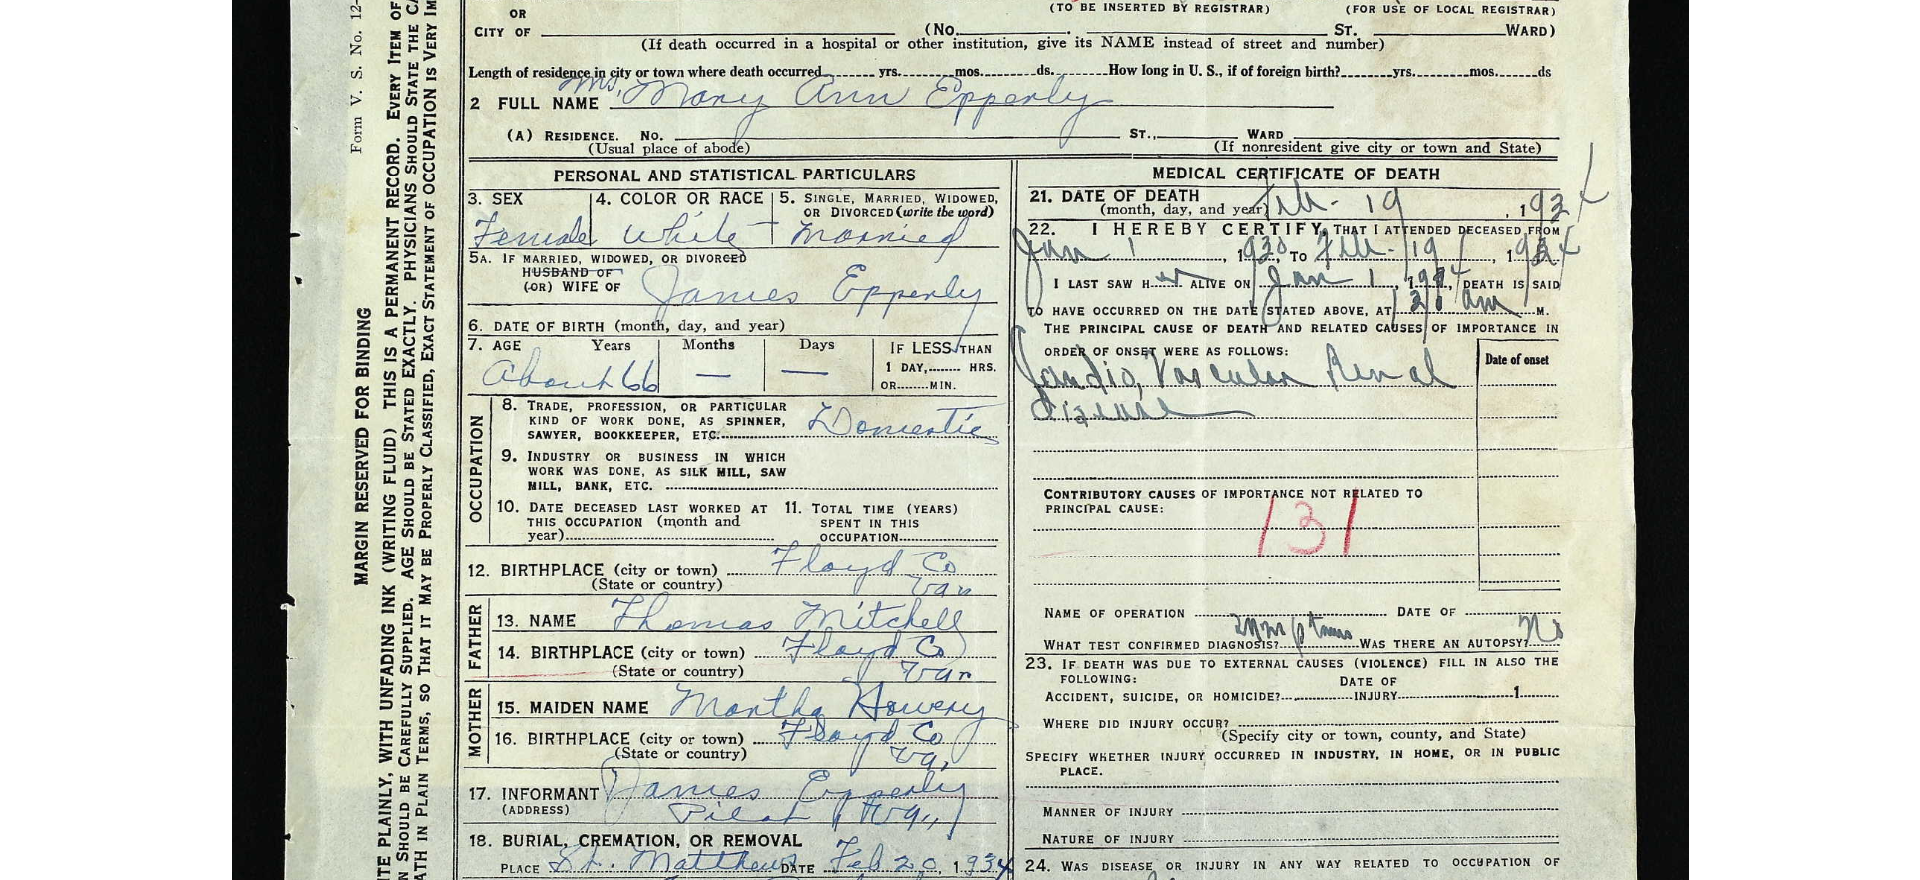 OR
(TO BE INSERTED BY REGISTRAR) (FOR USE OF LOCAL REGISTRAR)
CITY OF (No. ST. WARD)
(If death occurred in a hospital or other institution, give its NAME instead of street and number)
Length of residence in city or town where death occurred yrs. mos. ds. How long in U. S., if of foreign birth? yrs. mos. ds
2 FULL NAME Mrs. Mary Ann Epperly
(A) RESIDENCE. No. ST., WARD
(Usual place of abode) (If nonresident give city or town and State)
PERSONAL AND STATISTICAL PARTICULARS
3. SEX 4. COLOR OR RACE 5. SINGLE, MARRIED, WIDOWED,
OR DIVORCED (write the word)
Female White Married
5A. IF MARRIED, WIDOWED, OR DIVORCED
HUSBAND OF
(OR) WIFE OF James Epperly
6. DATE OF BIRTH (month, day, and year)
7. AGE Years Months Days IF LESS THAN
1 DAY, HRS.
OR MIN.
About 66 — —
OCCUPATION
8. TRADE, PROFESSION, OR PARTICULAR
KIND OF WORK DONE, AS SPINNER,
SAWYER, BOOKKEEPER, ETC. Domestic
9. INDUSTRY OR BUSINESS IN WHICH
WORK WAS DONE, AS SILK MILL, SAW
MILL, BANK, ETC.
10. DATE DECEASED LAST WORKED AT 11. TOTAL TIME (YEARS)
THIS OCCUPATION (month and SPENT IN THIS
year) OCCUPATION
12. BIRTHPLACE (city or town) Floyd Co
(State or country) Va
FATHER
13. NAME Thomas Mitchell
14. BIRTHPLACE (city or town) Floyd Co
(State or country) Va
MOTHER
15. MAIDEN NAME Martha Howery
16. BIRTHPLACE (city or town) Floyd Co
(State or country) Va.
17. INFORMANT James Epperly
(ADDRESS) Pilot Va
18. BURIAL, CREMATION, OR REMOVAL
PLACE St. Matthews DATE Feb 20, 1934
MEDICAL CERTIFICATE OF DEATH
21. DATE OF DEATH
(month, day, and year) Feb - 19, 1934
22. I HEREBY CERTIFY, THAT I ATTENDED DECEASED FROM
Jan 1, 1930, TO Feb - 19, 1934
I LAST SAW H er ALIVE ON Jan 1, 1934, DEATH IS SAID
TO HAVE OCCURRED ON THE DATE STATED ABOVE, AT am M.
THE PRINCIPAL CAUSE OF DEATH AND RELATED CAUSES OF IMPORTANCE IN
ORDER OF ONSET WERE AS FOLLOWS: Date of onset
Cardio, Vascular Renal
disease
CONTRIBUTORY CAUSES OF IMPORTANCE NOT RELATED TO
PRINCIPAL CAUSE:
131
NAME OF OPERATION DATE OF
WHAT TEST CONFIRMED DIAGNOSIS? WAS THERE AN AUTOPSY? No
23. IF DEATH WAS DUE TO EXTERNAL CAUSES (VIOLENCE) FILL IN ALSO THE
FOLLOWING: DATE OF
ACCIDENT, SUICIDE, OR HOMICIDE? INJURY 1
WHERE DID INJURY OCCUR?
(Specify city or town, county, and State)
SPECIFY WHETHER INJURY OCCURRED IN INDUSTRY, IN HOME, OR IN PUBLIC
PLACE.
MANNER OF INJURY
NATURE OF INJURY
24. WAS DISEASE OR INJURY IN ANY WAY RELATED TO OCCUPATION OF
Form V. S. No. 12-
MARGIN RESERVED FOR BINDING
ITE PLAINLY, WITH UNFADING INK (WRITING FLUID) THIS IS A PERMANENT RECORD. EVERY ITEM OF
N SHOULD BE CAREFULLY SUPPLIED. AGE SHOULD BE STATED EXACTLY. PHYSICIANS SHOULD STATE THE CA
ATH IN PLAIN TERMS, SO THAT IT MAY BE PROPERLY CLASSIFIED, EXACT STATEMENT OF OCCUPATION IS VERY IM